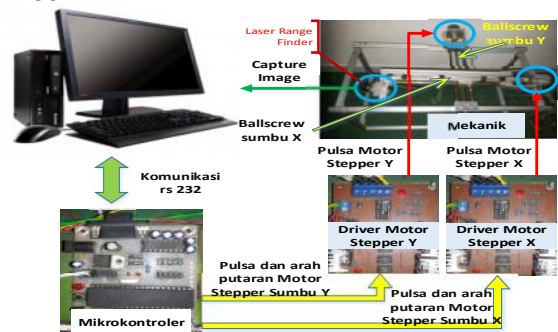 Laser Range
Finder
Ballscrew
sumbu Y
Capture
Image
Ballscrew
sumbu X
Mekanik
Pulsa Motor
Stepper Y
Pulsa Motor
Stepper X
Komunikasi
rs 232
Driver Motor
Stepper Y
Driver Motor
Stepper X
Pulsa dan arah
putaran Motor
Stepper Sumbu Y
Pulsa dan arah
putaran Motor
Stepper Sumbu X
Mikrokontroler